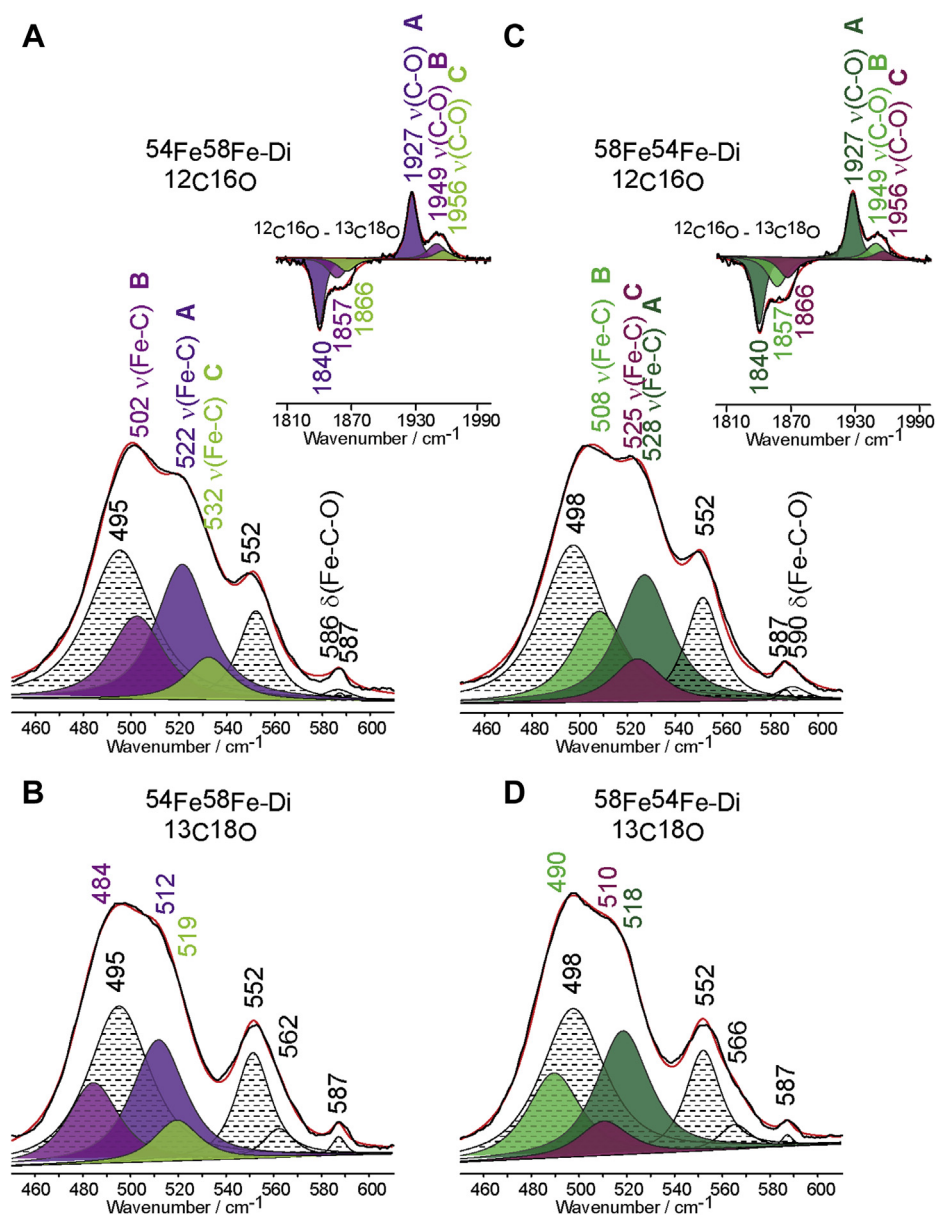 A
54Fe58Fe-Di
12C16O
1927 ν(C-O) A
1949 ν(C-O) B
1956 ν(C-O) C
12C16O - 13C18O
1840
1857
1866
1810 1870 1930 1990
Wavenumber / cm-1
495
502 ν(Fe-C) B
522 ν(Fe-C) A
532 ν(Fe-C) C
552
586 δ(Fe-C-O)
587
460 480 500 520 540 560 580 600
Wavenumber / cm-1
C
58Fe54Fe-Di
12C16O
1927 ν(C-O) A
1949 ν(C-O) B
1956 ν(C-O) C
12C16O - 13C18O
1840
1857
1866
1810 1870 1930 1990
Wavenumber / cm-1
498
508 ν(Fe-C) B
525 ν(Fe-C) C
528 ν(Fe-C) A
552
587
590 δ(Fe-C-O)
460 480 500 520 540 560 580 600
Wavenumber / cm-1
B
54Fe58Fe-Di
13C18O
484
495
512
519
552
562
587
460 480 500 520 540 560 580 600
Wavenumber / cm-1
D
58Fe54Fe-Di
13C18O
490
498
510
518
552
566
587
460 480 500 520 540 560 580 600
Wavenumber / cm-1